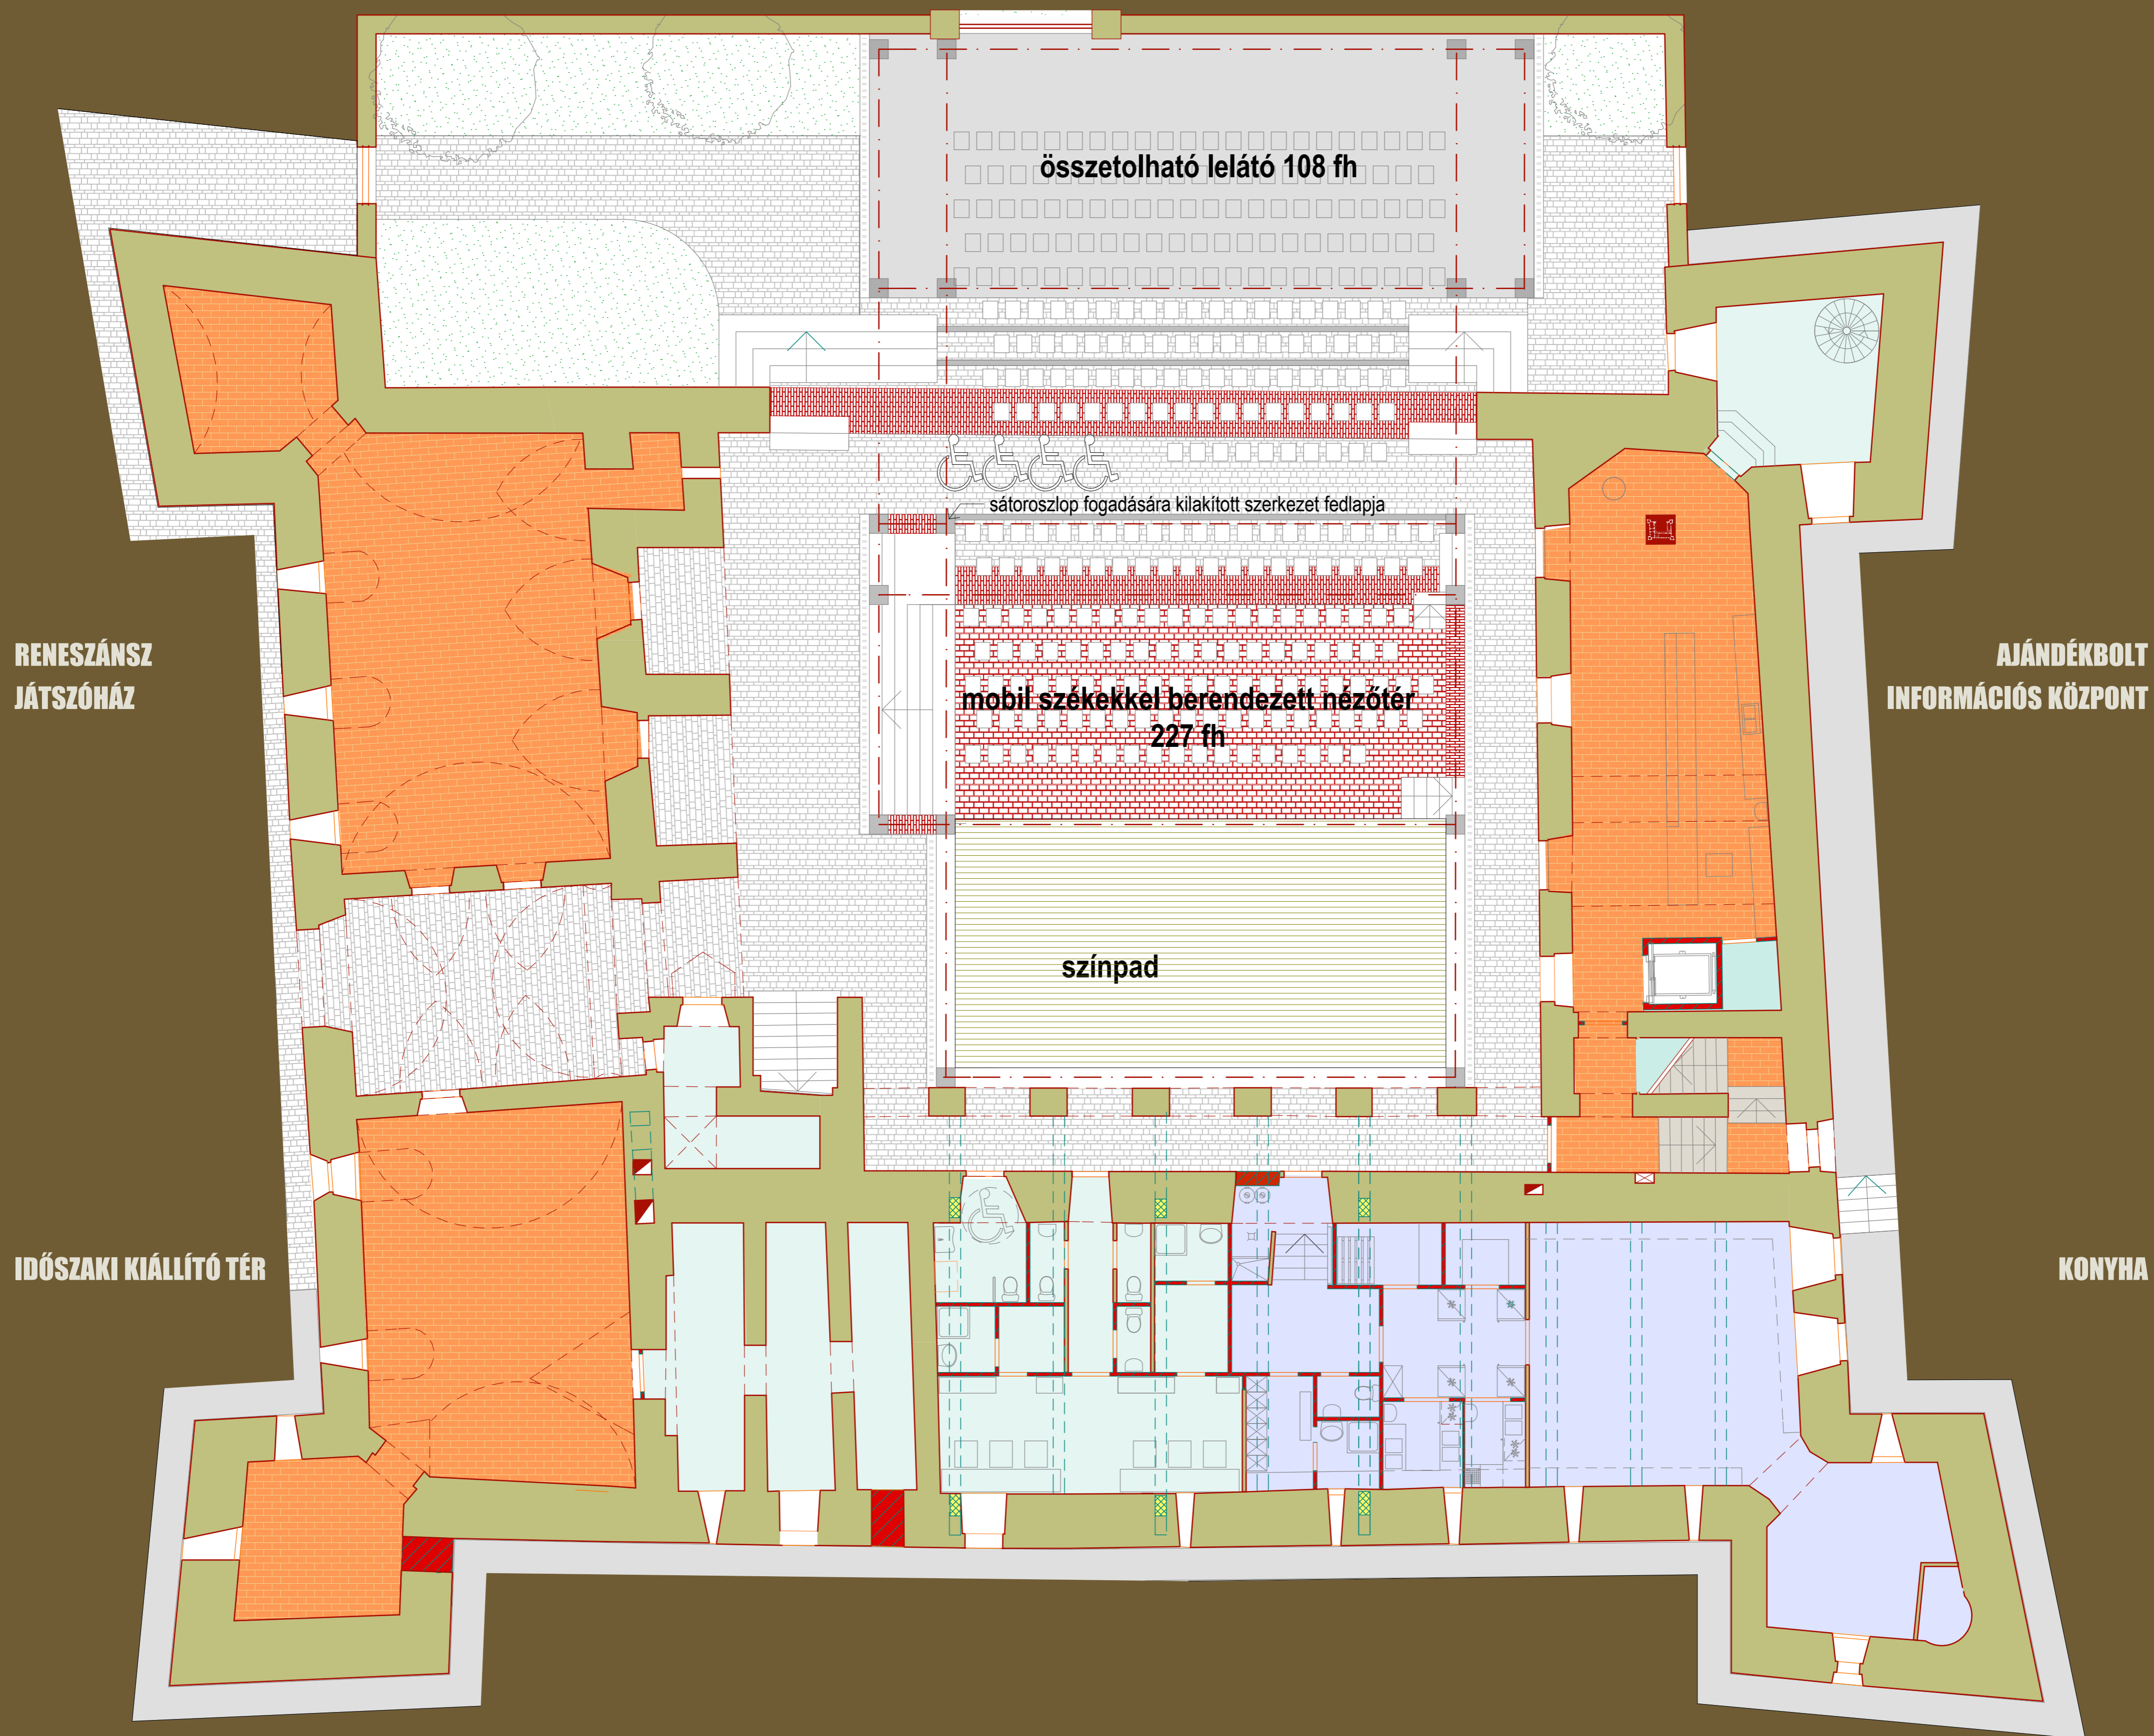 összetolható lelátó 108 fh
sátoroszlop fogadására kilakított szerkezet fedlapja
RENESZÁNSZ
JÁTSZÓHÁZ
AJÁNDÉKBOLT
INFORMÁCIÓS KÖZPONT
mobil székekkel berendezett nézőtér
227 fh
színpad
IDŐSZAKI KIÁLLÍTÓ TÉR
KONYHA